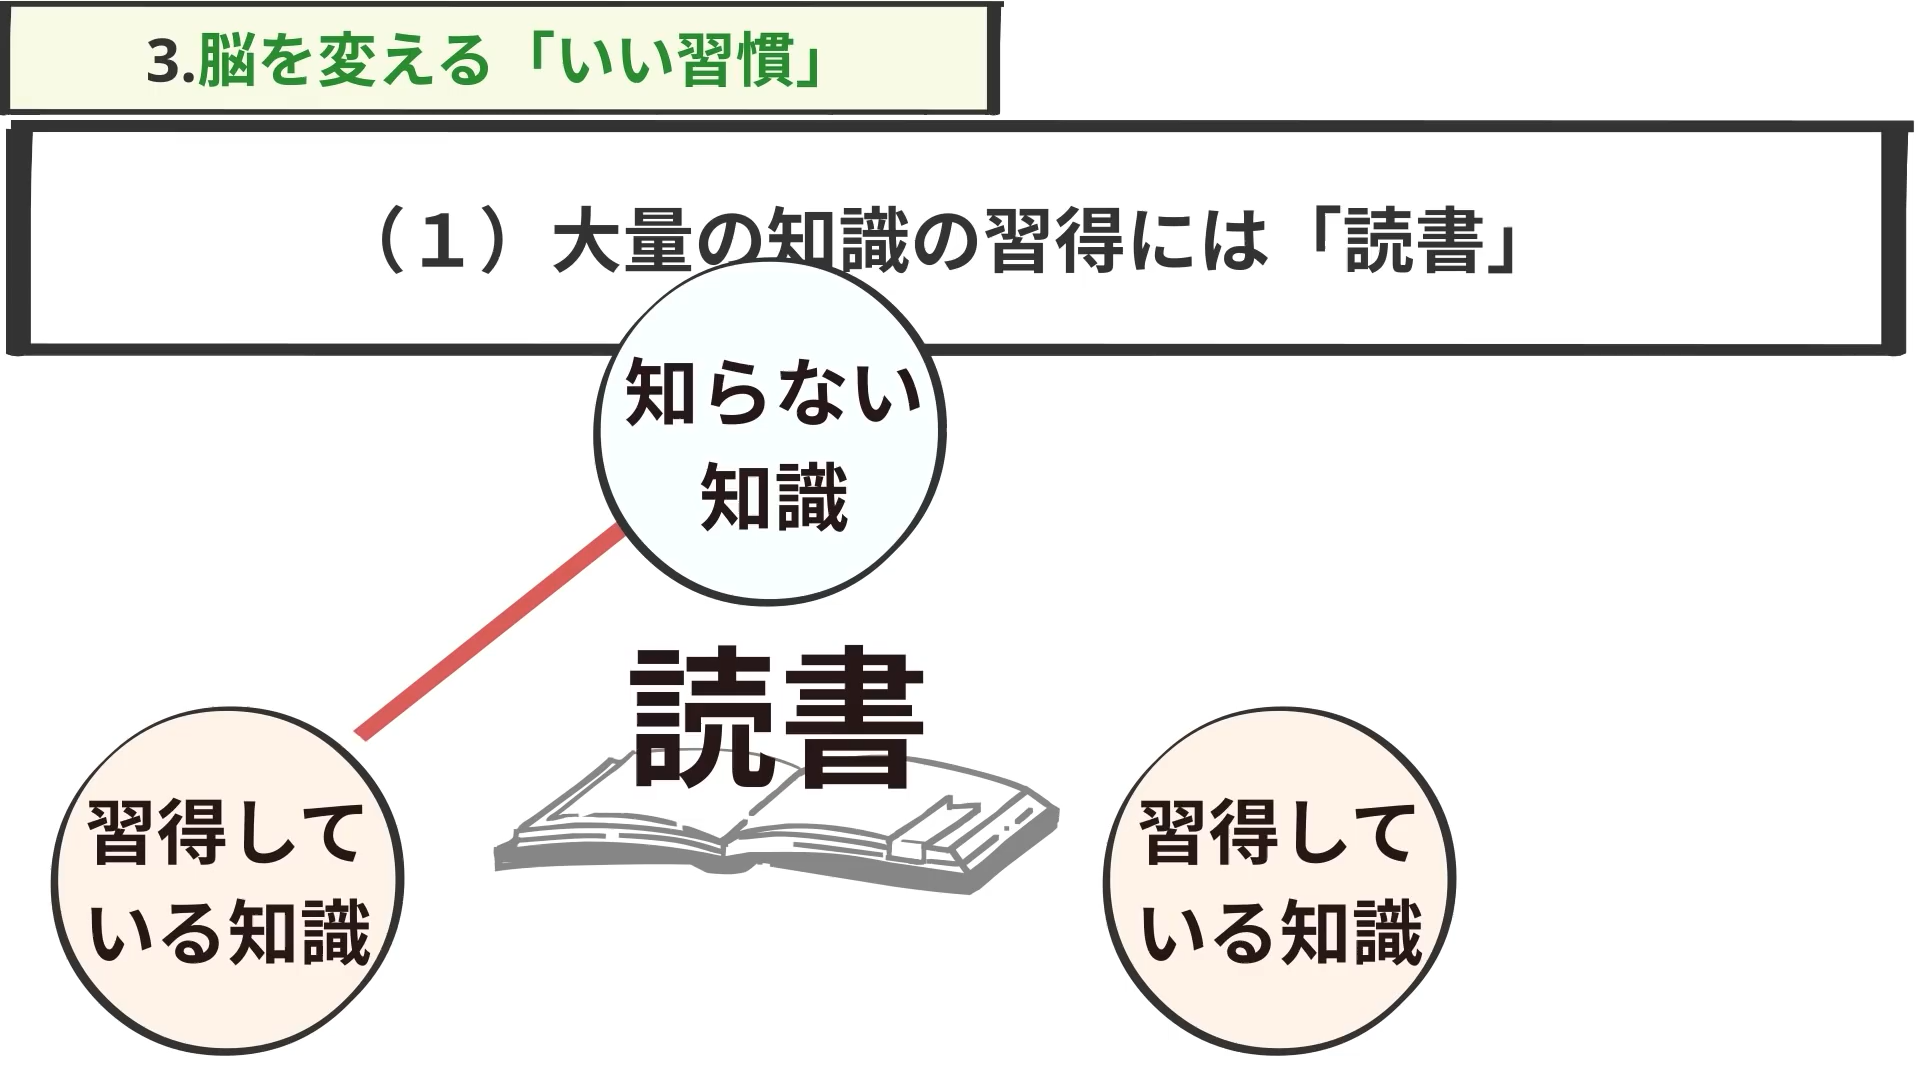 3.脳を変える「いい習慣」
（１）大量の知識の習得には「読書」
知らない
知識
読書
習得して
いる知識
習得して
いる知識